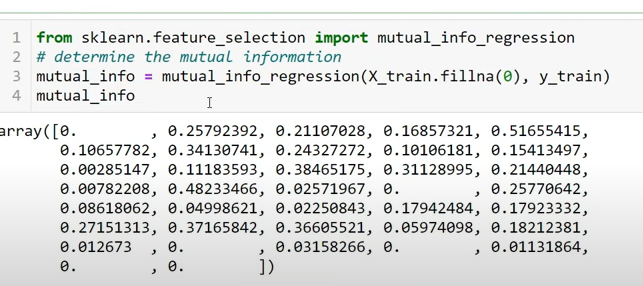 1 from sklearn.feature_selection import mutual_info_regression
2 # determine the mutual information
3 mutual_info = mutual_info_regression(X_train.fillna(0), y_train)
4 mutual_info
array([0.        , 0.25792392, 0.21107028, 0.16857321, 0.51655415,
0.10657782, 0.34130741, 0.24327272, 0.10106181, 0.15413497,
0.00285147, 0.11183593, 0.38465175, 0.31128995, 0.21440448,
0.00782208, 0.48233466, 0.02571967, 0.        , 0.25770642,
0.08618062, 0.04998621, 0.02250843, 0.17942484, 0.17923332,
0.27151313, 0.37165842, 0.36605521, 0.05974098, 0.18212381,
0.012673  , 0.        , 0.03158266, 0.        , 0.01131864,
0.        , 0.        ])